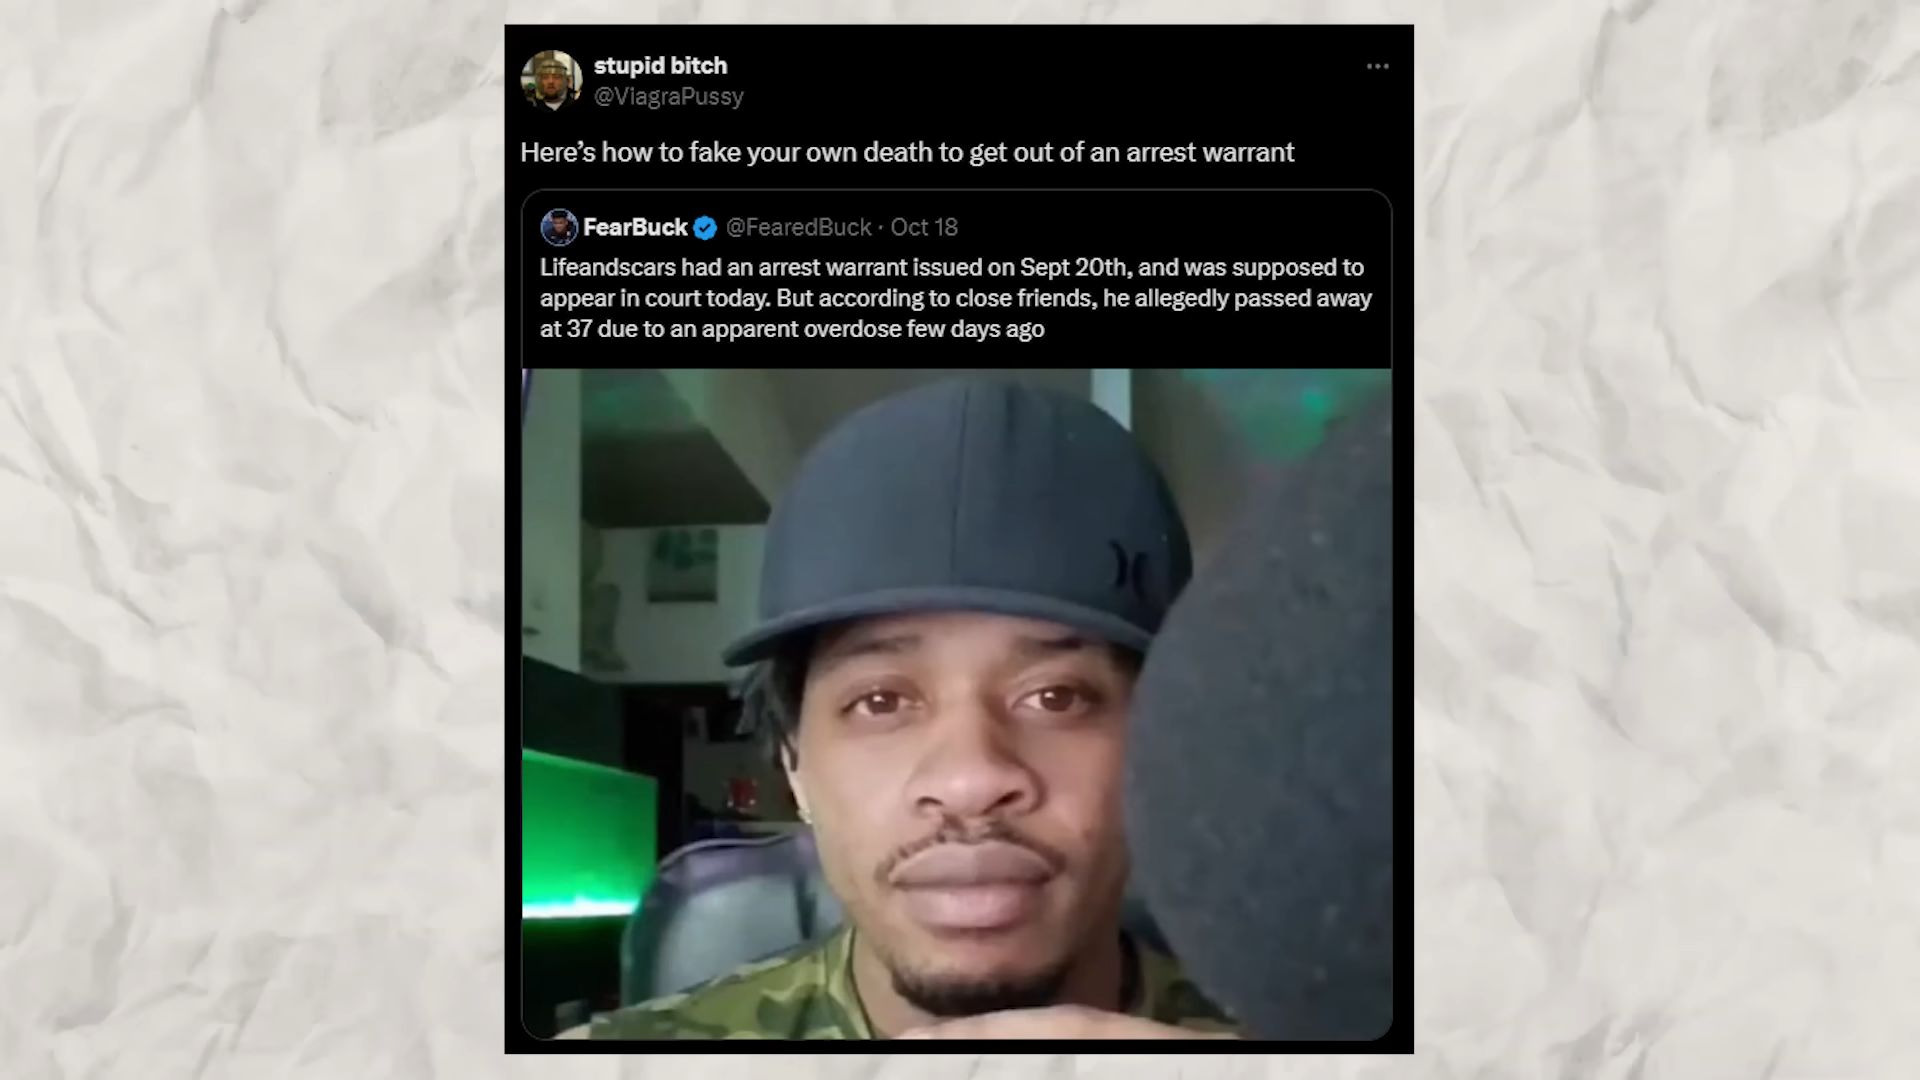 stupid bitch
@ViagraPussy
Here’s how to fake your own death to get out of an arrest warrant
FearBuck @FearedBuck · Oct 18
Lifeandscars had an arrest warrant issued on Sept 20th, and was supposed to
appear in court today. But according to close friends, he allegedly passed away
at 37 due to an apparent overdose few days ago